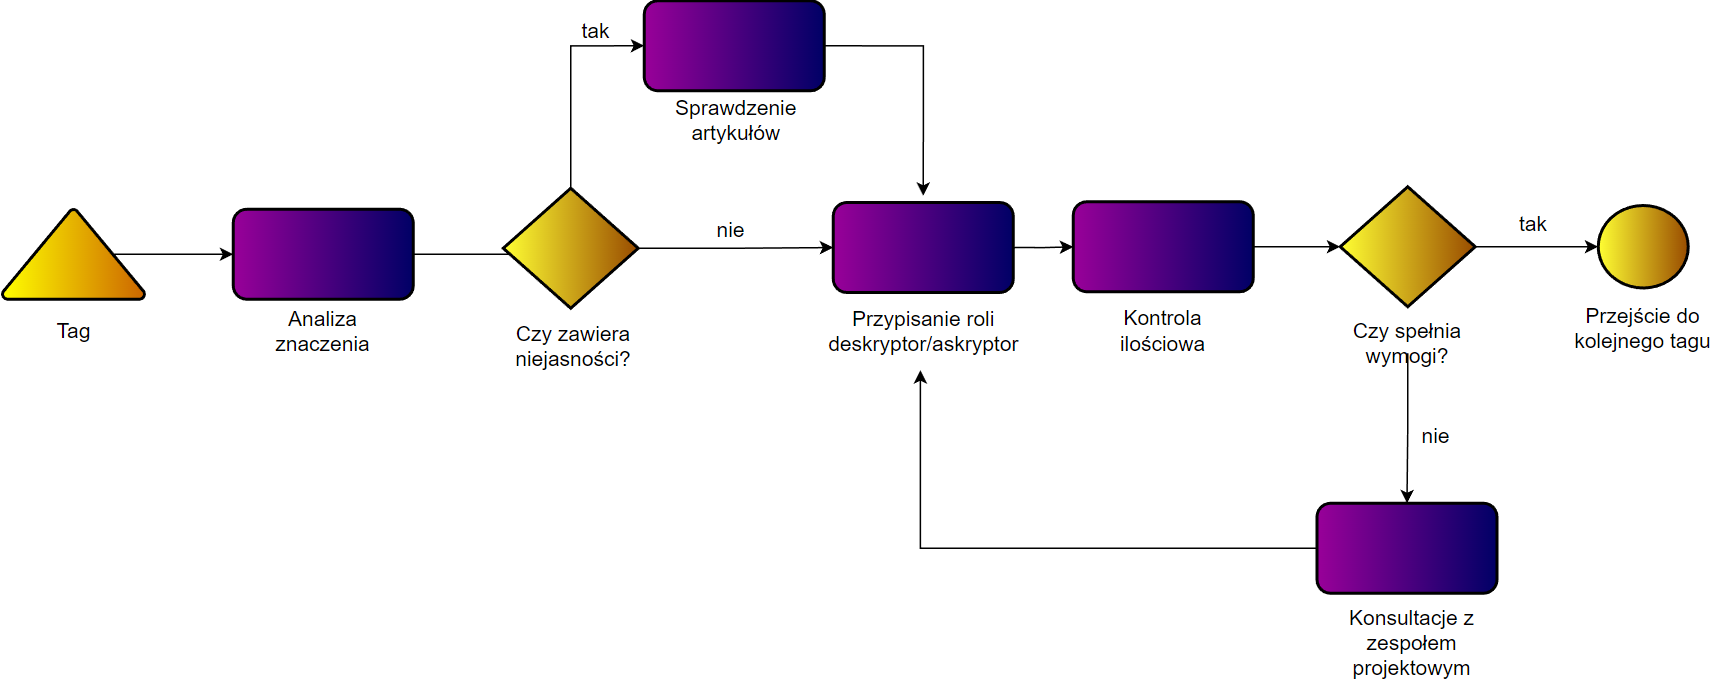 tak
Sprawdzenie
artykułów
Tag
Analiza
znaczenia
Czy zawiera
niejasności?
nie
Przypisanie roli
deskryptor/askryptor
Kontrola
ilościowa
Czy spełnia
wymogi?
tak
Przejście do
kolejnego tagu
nie
Konsultacje z
zespołem
projektowym